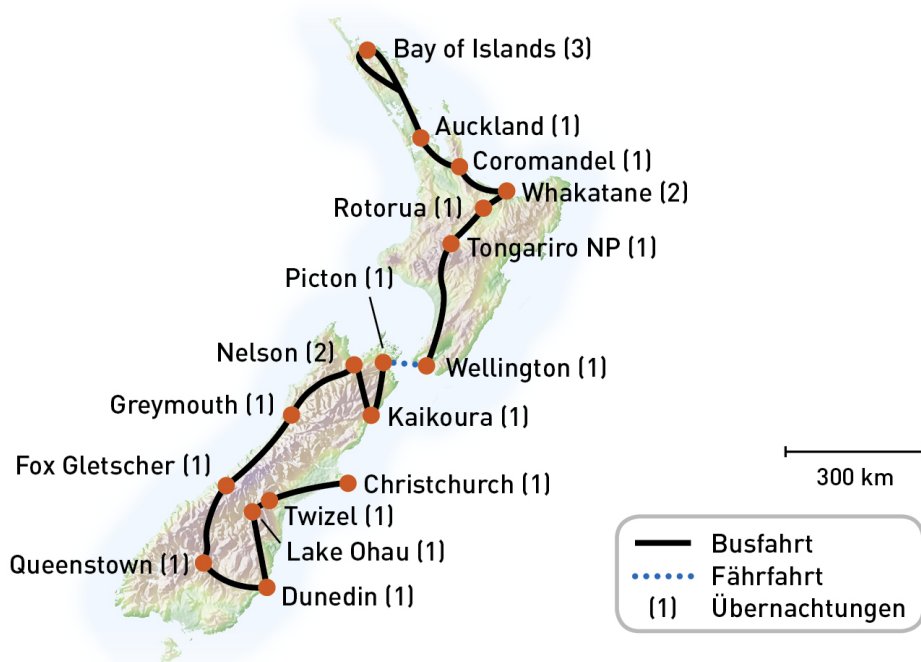 Bay of Islands (3)
Auckland (1)
Coromandel (1)
Whakatane (2)
Rotorua (1)
Tongariro NP (1)
Picton (1)
Nelson (2)
Wellington (1)
Greymouth (1)
Kaikoura (1)
Fox Gletscher (1)
Christchurch (1)
Twizel (1)
Lake Ohau (1)
Queenstown (1)
Dunedin (1)
300 km
Busfahrt
Fährfahrt
(1) Übernachtungen